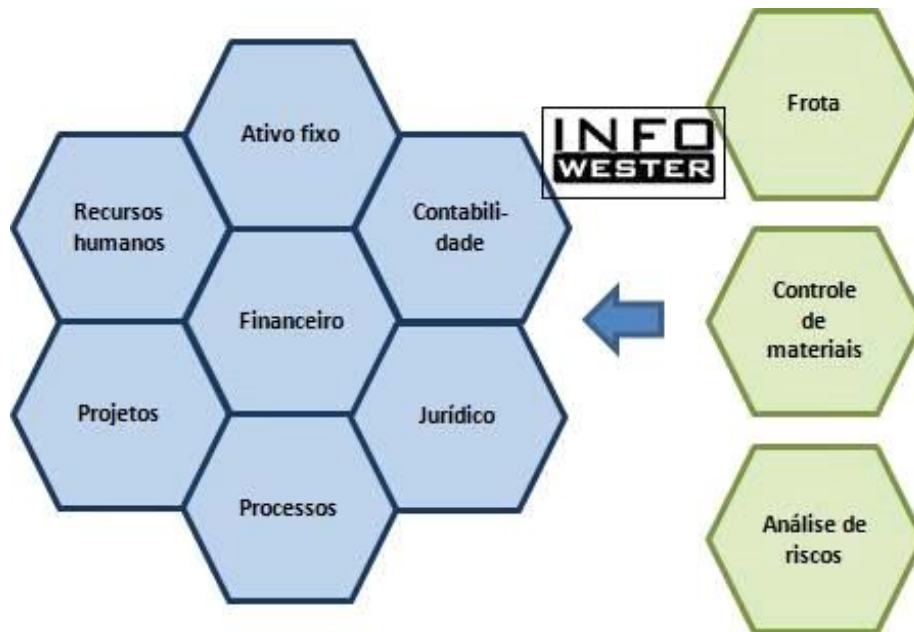 Ativo fixo
Recursos
humanos
Contabili-
dade
Financeiro
Projetos
Jurídico
Processos
INFO
WESTER
Frota
Controle
de
materiais
Análise de
riscos